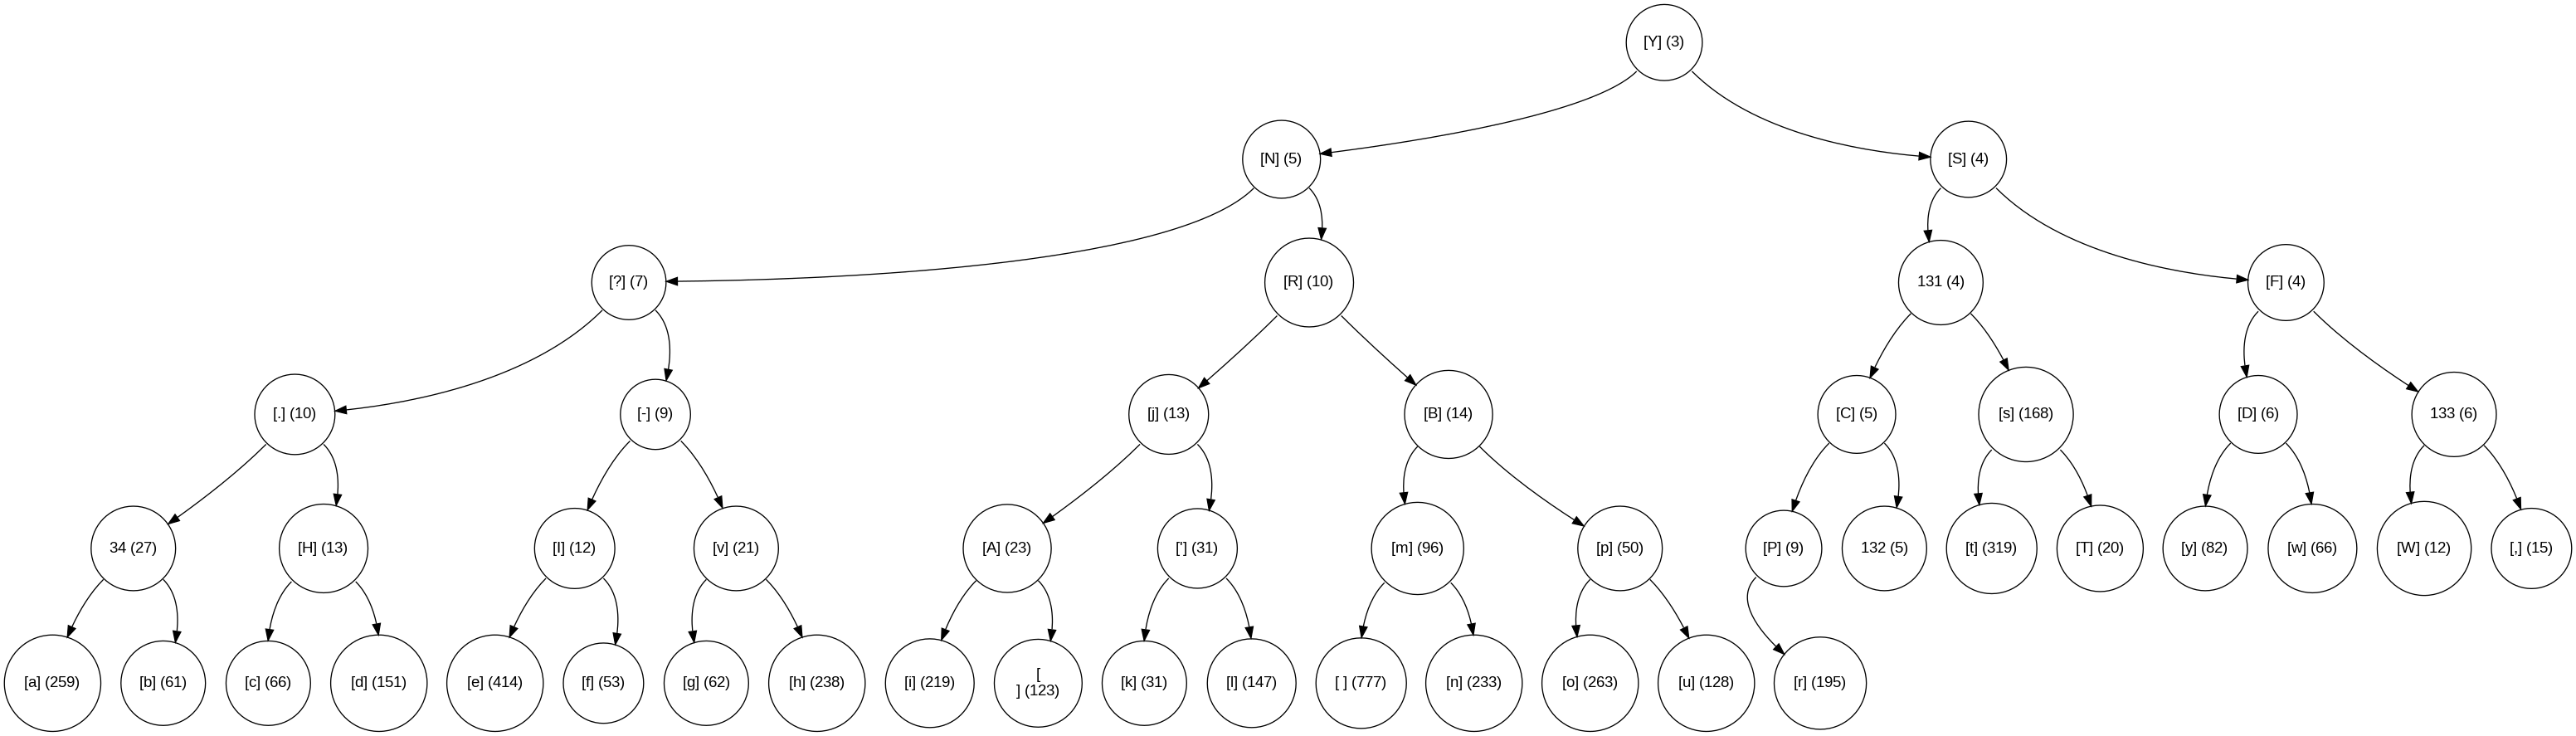 [Y] (3)
[N] (5)
[S] (4)
[?] (7)
[R] (10)
131 (4)
[F] (4)
[.] (10)
[-] (9)
[j] (13)
[B] (14)
[C] (5)
[s] (168)
[D] (6)
133 (6)
34 (27)
[H] (13)
[I] (12)
[v] (21)
[A] (23)
['] (31)
[m] (96)
[p] (50)
[P] (9)
132 (5)
[t] (319)
[T] (20)
[y] (82)
[w] (66)
[W] (12)
[,] (15)
[a] (259)
[b] (61)
[c] (66)
[d] (151)
[e] (414)
[f] (53)
[g] (62)
[h] (238)
[i] (219)
[
] (123)
[k] (31)
[l] (147)
[ ] (777)
[n] (233)
[o] (263)
[u] (128)
[r] (195)